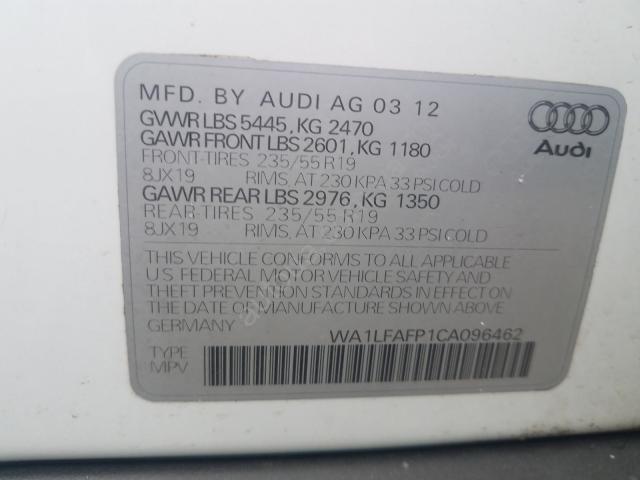 MFD. BY AUDI AG 03 12
GVWR LBS 5445, KG 2470
GAWR FRONT LBS 2601, KG 1180
FRONT-TIRES 235/55 R19
8JX19 RIMS, AT 230 KPA 33 PSI COLD
GAWR REAR LBS 2976, KG 1350
REAR-TIRES 235/55 R19
8JX19 RIMS, AT 230 KPA 33 PSI COLD
Audi
THIS VEHICLE CONFORMS TO ALL APPLICABLE
U.S. FEDERAL MOTOR VEHICLE SAFETY AND
THEFT PREVENTION STANDARDS IN EFFECT ON
THE DATE OF MANUFACTURE SHOWN ABOVE.
GERMANY
WA1LFAFP1CA096462
TYPE
MPV